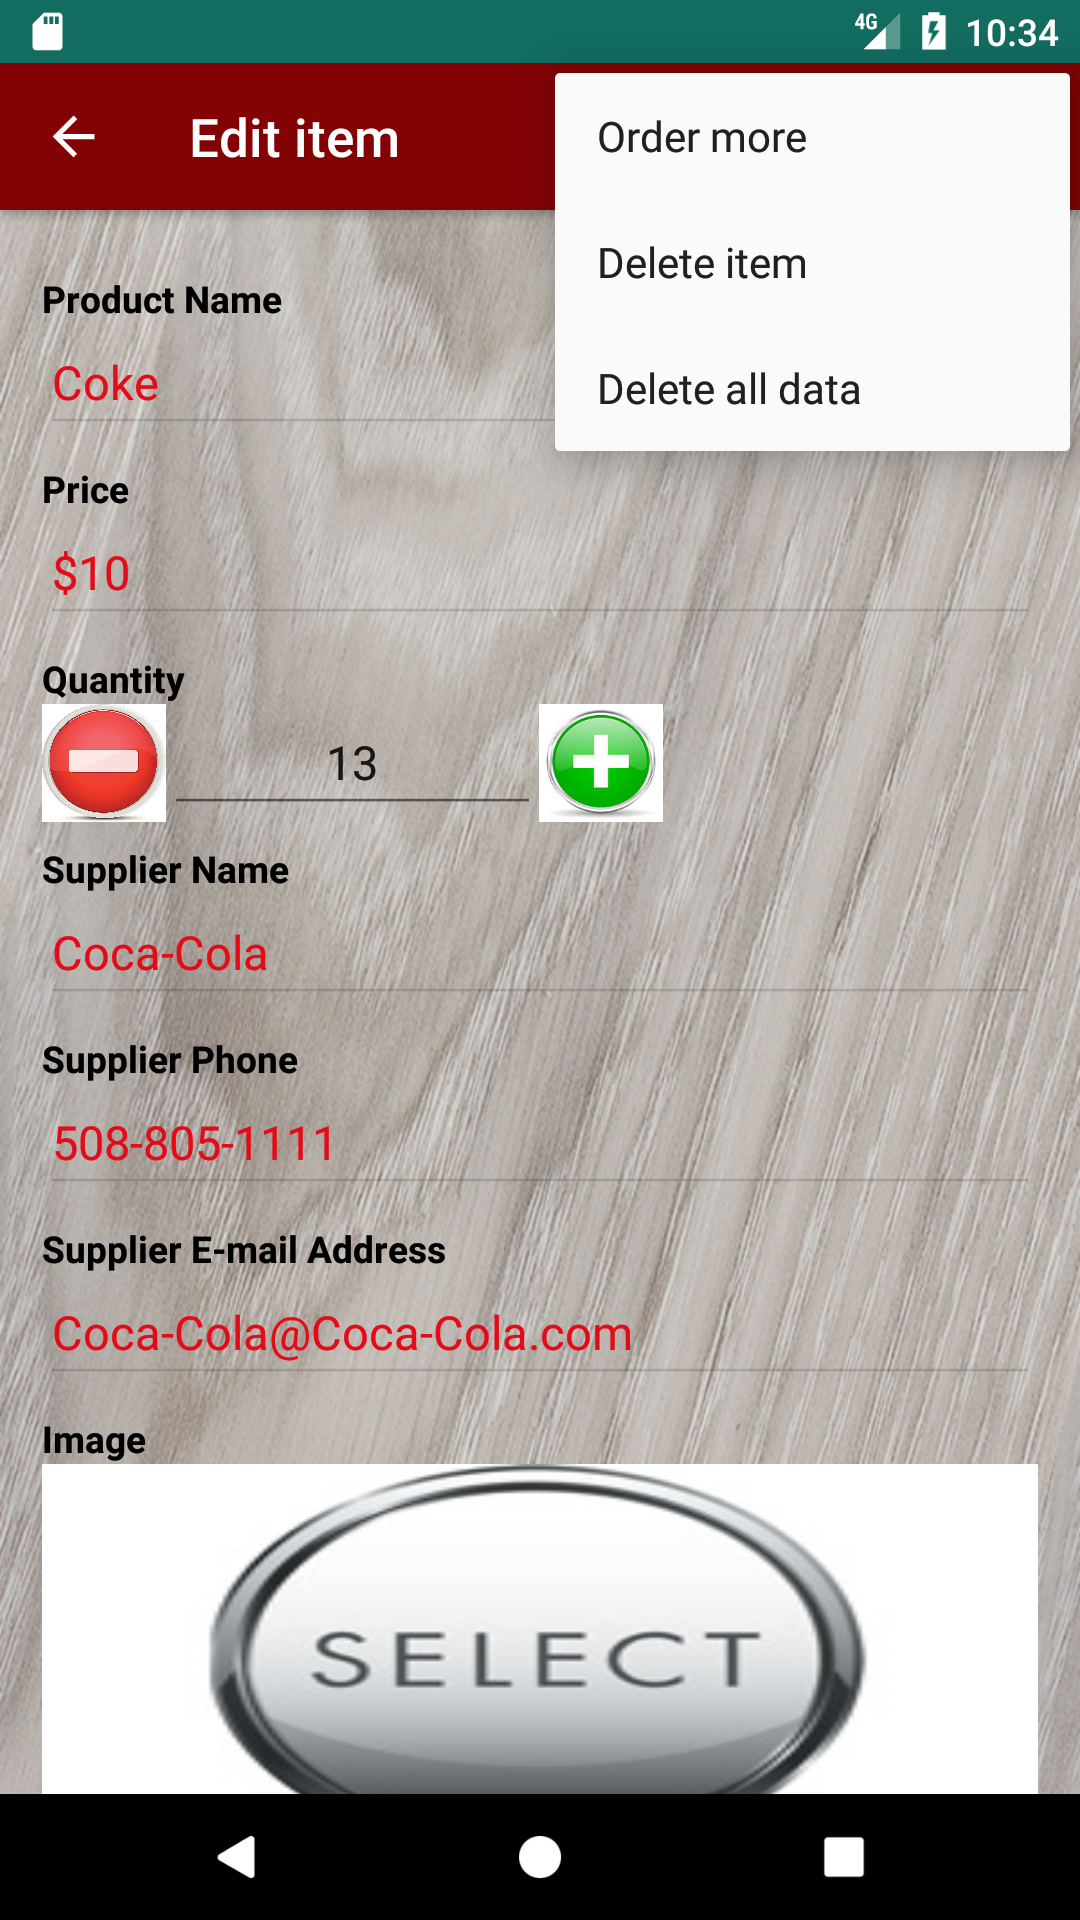 4G 10:34
Edit item
Order more
Delete item
Delete all data
Product Name
Coke
Price
$10
Quantity
13
Supplier Name
Coca-Cola
Supplier Phone
508-805-1111
Supplier E-mail Address
Coca-Cola@Coca-Cola.com
Image
SELECT